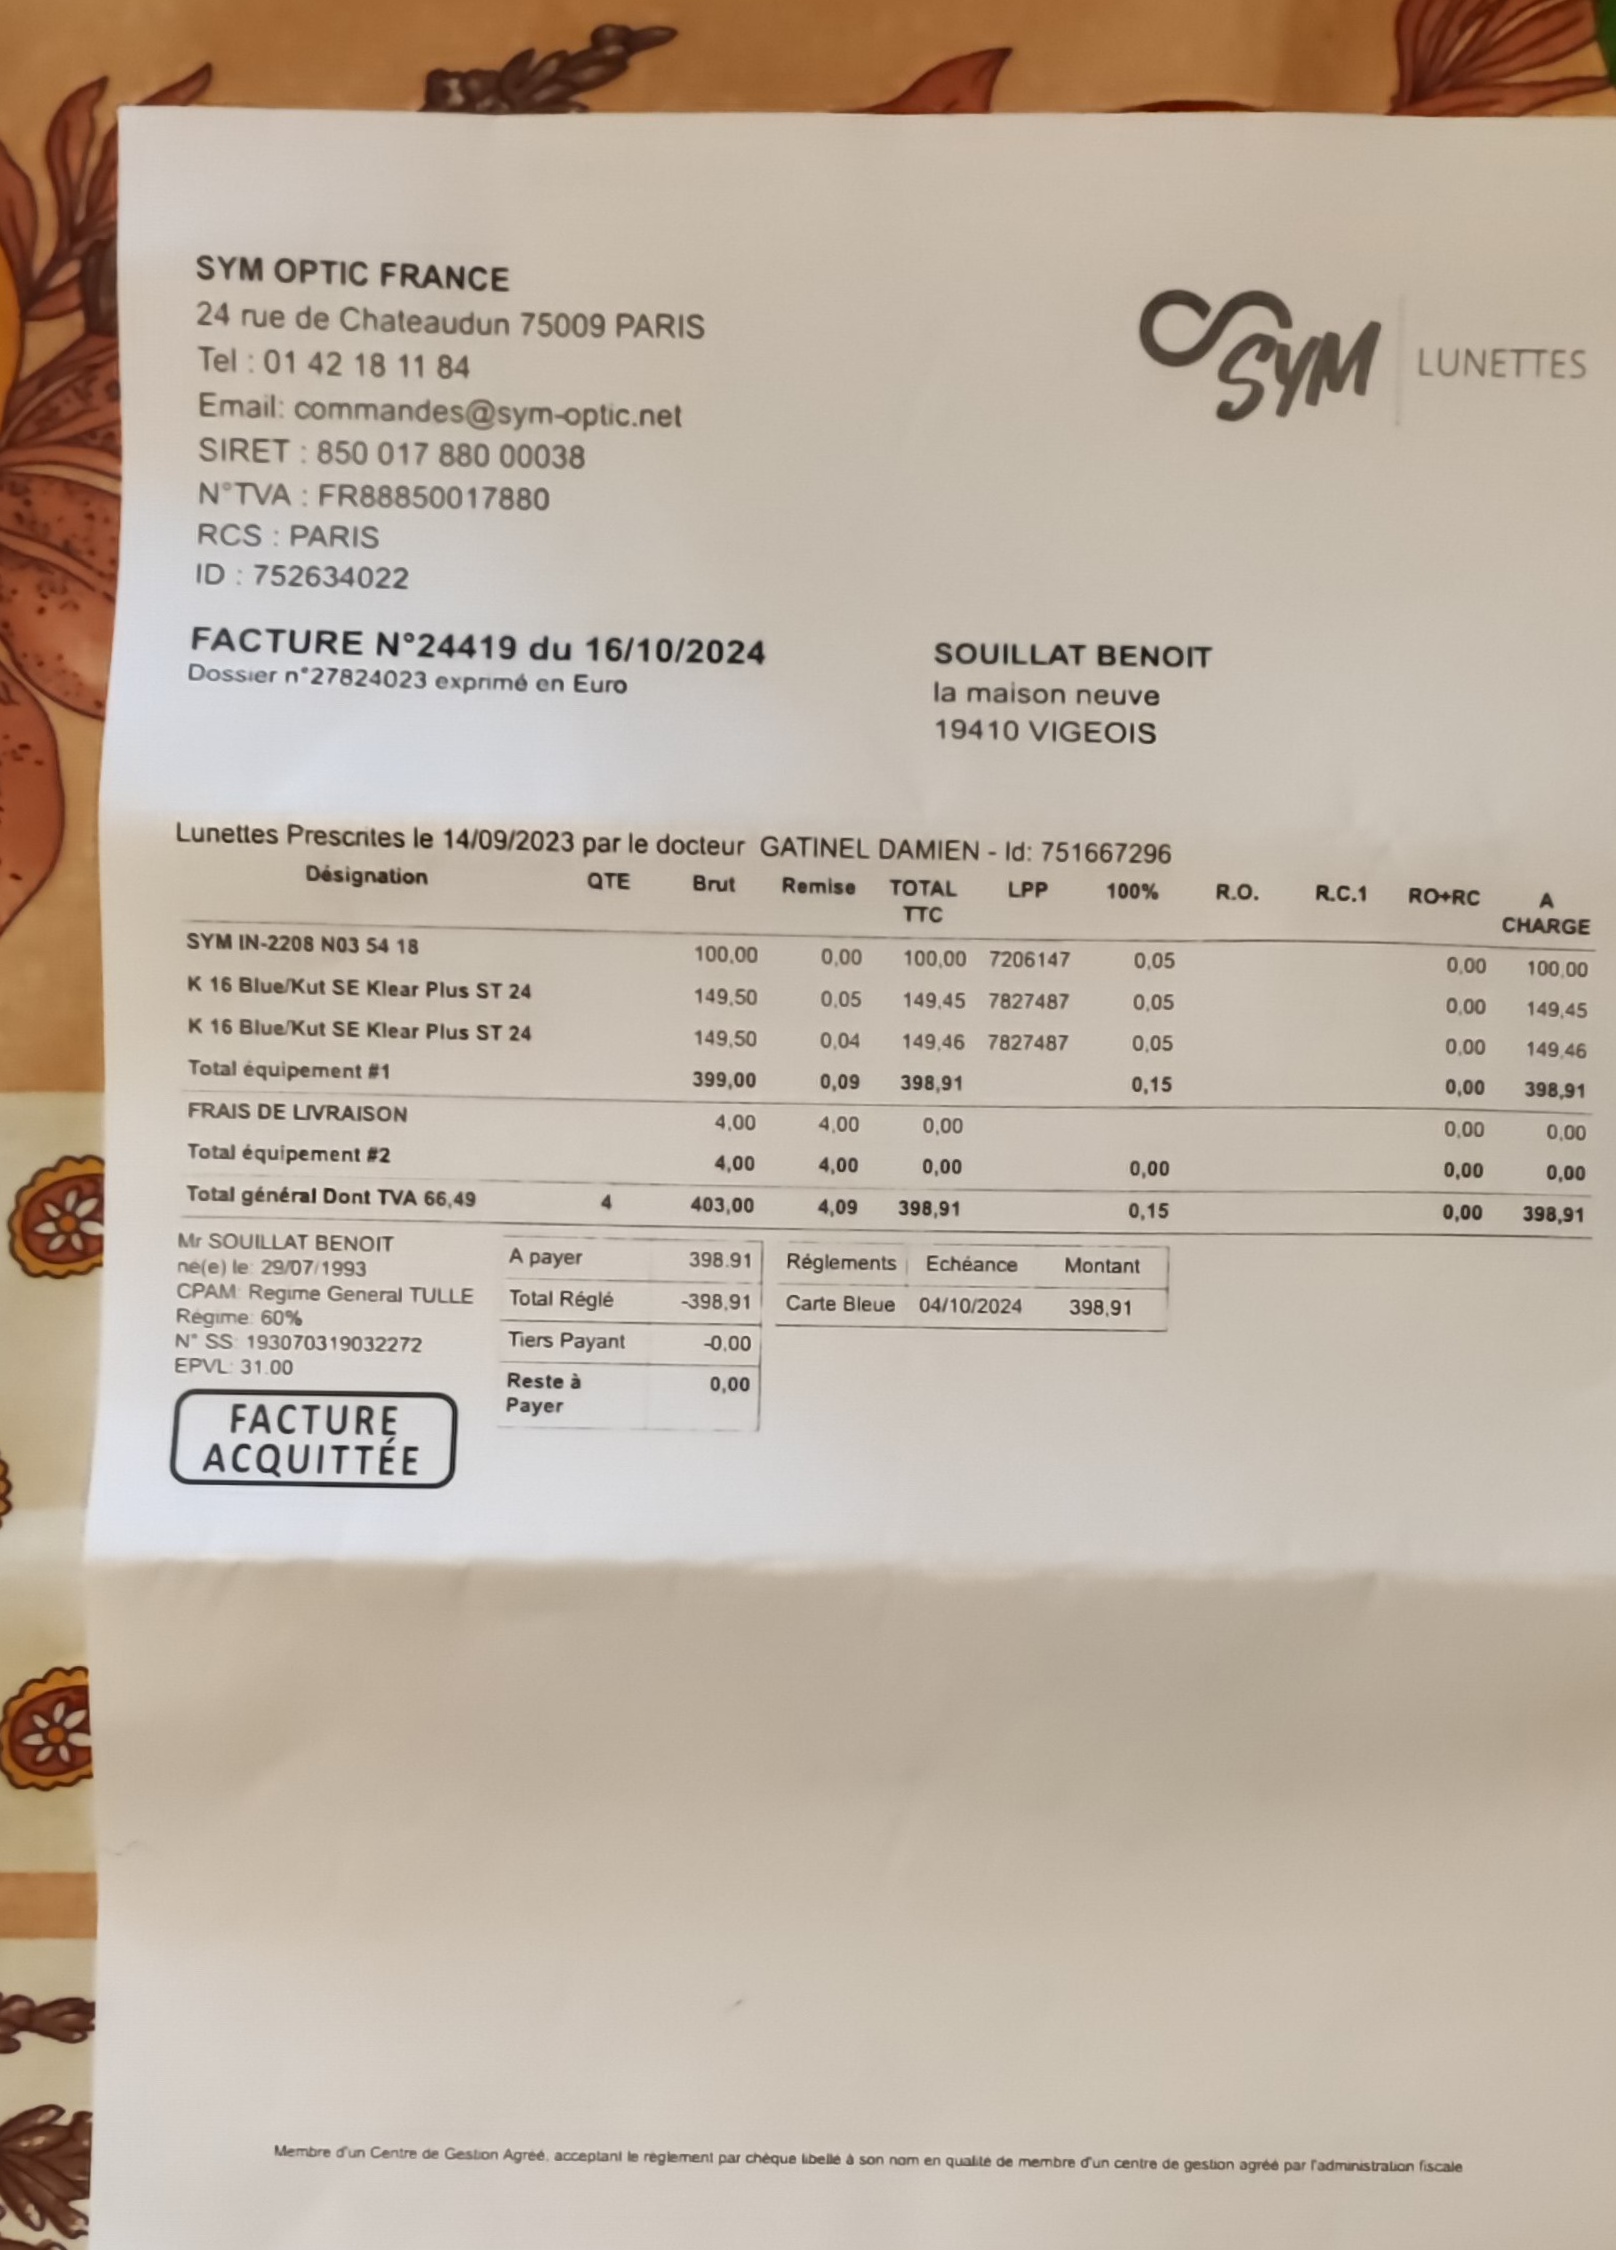 SYM OPTIC FRANCE
24 rue de Chateaudun 75009 PARIS
Tel : 01 42 18 11 84
Email: commandes@sym-optic.net
SIRET : 850 017 880 00038
N°TVA : FR88850017880
RCS : PARIS
ID : 752634022
SYM | LUNETTES
FACTURE N°24419 du 16/10/2024
Dossier n°27824023 exprimé en Euro
SOUILLAT BENOIT
la maison neuve
19410 VIGEOIS
Lunettes Prescrites le 14/09/2023 par le docteur GATINEL DAMIEN - Id: 751667296
Désignation QTE Brut Remise TOTAL TTC LPP 100% R.O. R.C.1 RO+RC A CHARGE
SYM IN-2208 N03 54 18 100,00 0,00 100,00 7206147 0,05 0,00 100,00
K 16 Blue/Kut SE Klear Plus ST 24 149,50 0,05 149,45 7827487 0,05 0,00 149,45
K 16 Blue/Kut SE Klear Plus ST 24 149,50 0,04 149,46 7827487 0,05 0,00 149,46
Total équipement #1 399,00 0,09 398,91 0,15 0,00 398,91
FRAIS DE LIVRAISON 4,00 4,00 0,00 0,00 0,00
Total équipement #2 4,00 4,00 0,00 0,00 0,00 0,00
Total général Dont TVA 66,49 4 403,00 4,09 398,91 0,15 0,00 398,91
Mr SOUILLAT BENOIT
né(e) le: 29/07/1993
CPAM: Regime General TULLE
Régime: 60%
N° SS: 193070319032272
EPVL: 31.00
FACTURE
ACQUITTÉE
A payer 398.91
Total Réglé -398,91
Tiers Payant -0,00
Reste à Payer 0,00
Réglements Echéance Montant
Carte Bleue 04/10/2024 398,91
Membre d'un Centre de Gestion Agréé, acceptant le règlement par chèque libellé à son nom en qualité de membre d'un centre de gestion agréé par l'administration fiscale